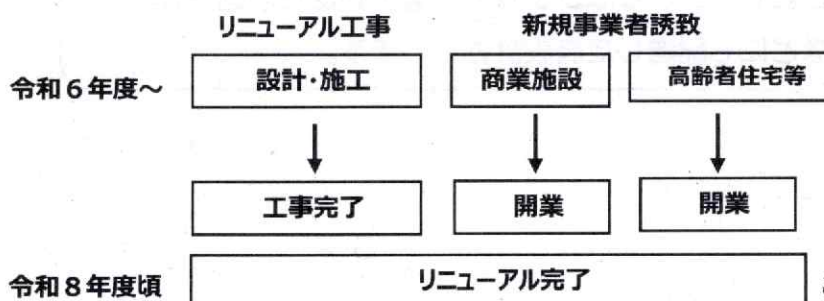 リニューアル工事 新規事業者誘致
令和6年度～ 設計・施工 商業施設 高齢者住宅等
工事完了 開業 開業
令和8年度頃 リニューアル完了